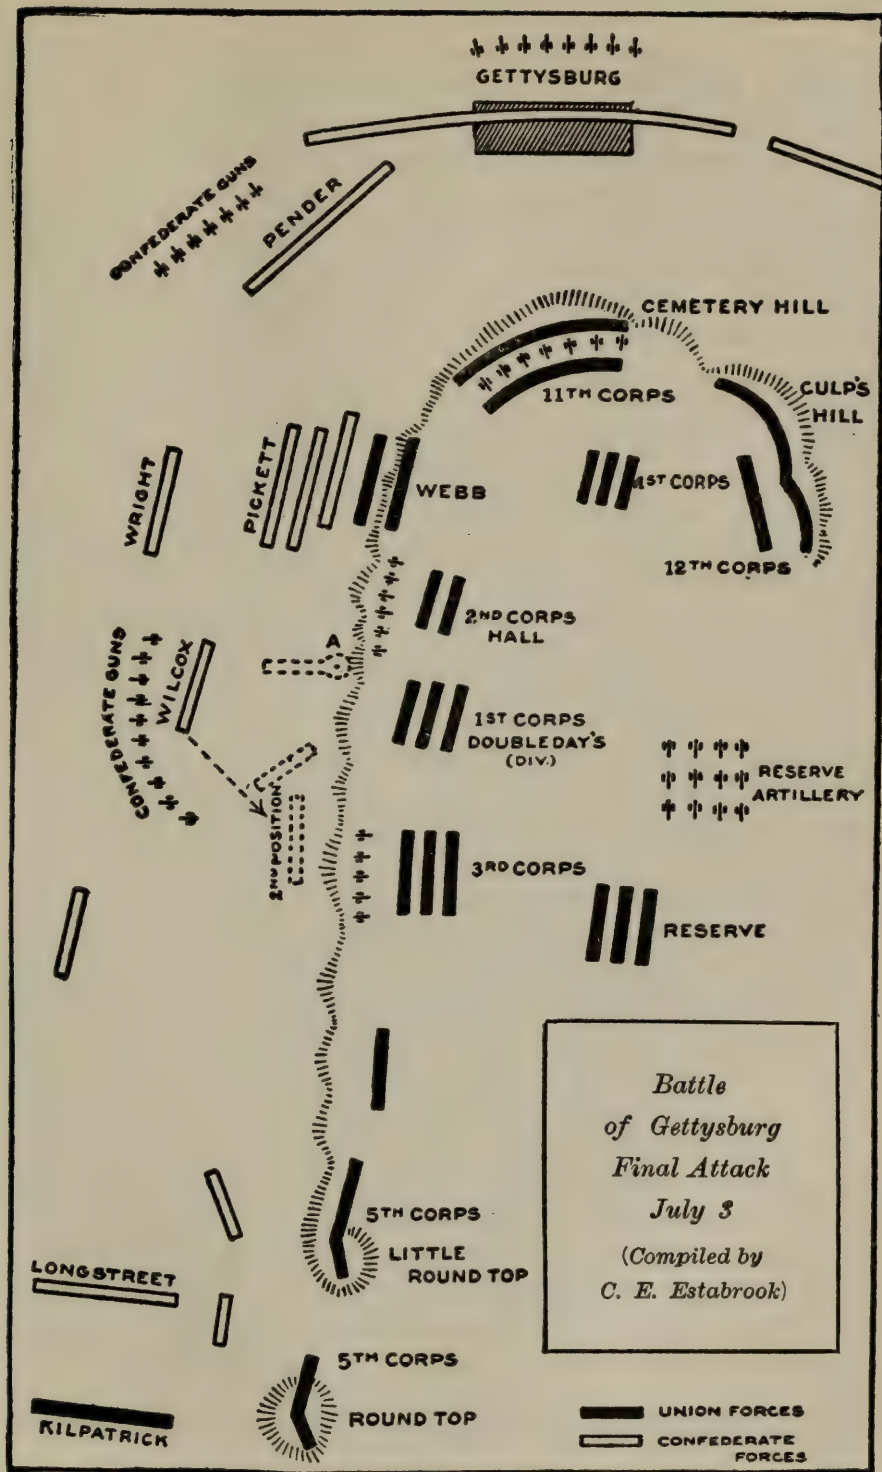 GETTYSBURG
CONFEDERATE GUNS
PENDER
CEMETERY HILL
11TH CORPS
CULP'S
HILL
WRIGHT
PICKETT
WEBB
1ST CORPS
12TH CORPS
2ND CORPS
HALL
CONFEDERATE GUNS
WILCOX
A
1ST CORPS
DOUBLEDAY'S
(DIV.)
RESERVE
ARTILLERY
2ND POSITION
3RD CORPS
RESERVE
Battle
of Gettysburg
Final Attack
July 3
(Compiled by
C. E. Estabrook)
5TH CORPS
LITTLE
ROUND TOP
LONGSTREET
5TH CORPS
ROUND TOP
KILPATRICK
UNION FORCES
CONFEDERATE
FORCES